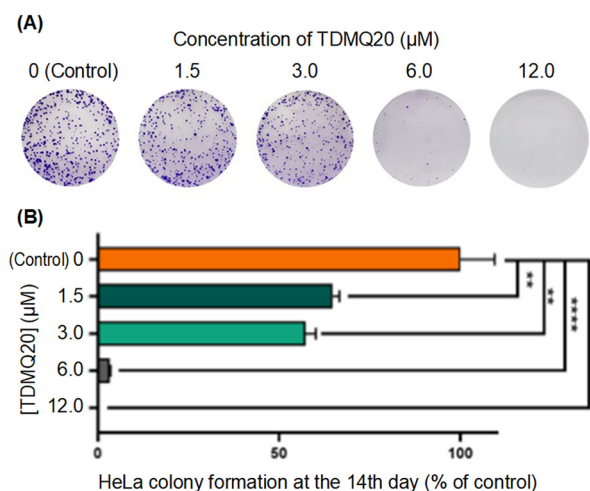 (A)
Concentration of TDMQ20 (µM)
0 (Control) 1.5 3.0 6.0 12.0
(B)
(Control) 0
1.5
3.0
6.0
12.0
[TDMQ20] (µM)
**
**
****
0 50 100
HeLa colony formation at the 14th day (% of control)